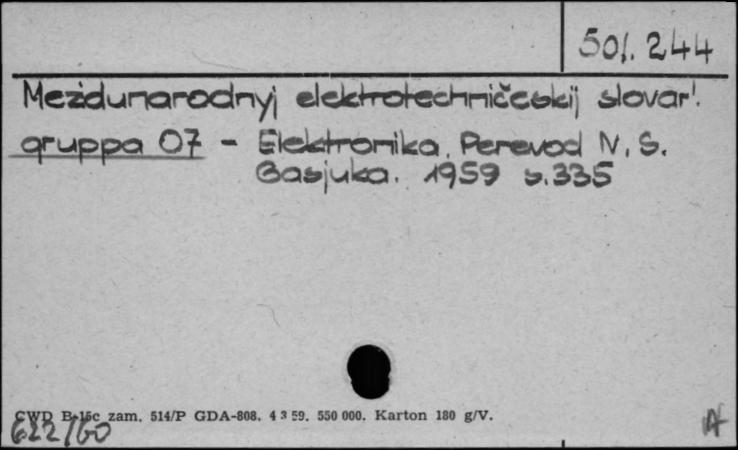 501.244
Mezidunarodnyj elektrotechničeskij slovar'.
gruppa 07 - Elektronika. Perevod N. S.
Basjuka. 1959 s.335
CWD B-15c zam. 514/P GDA-808. 4 3 59. 550 000. Karton 180 g/V.
622/60
A